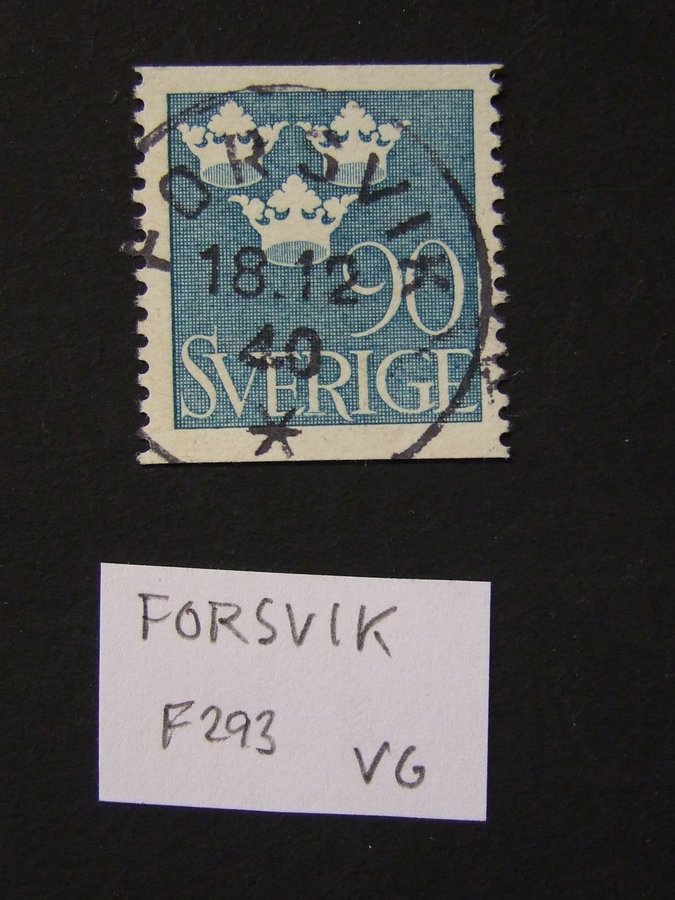 FORSVIK
18.12
40
*
90
SVERIGE
FORSVIK
F293
VG